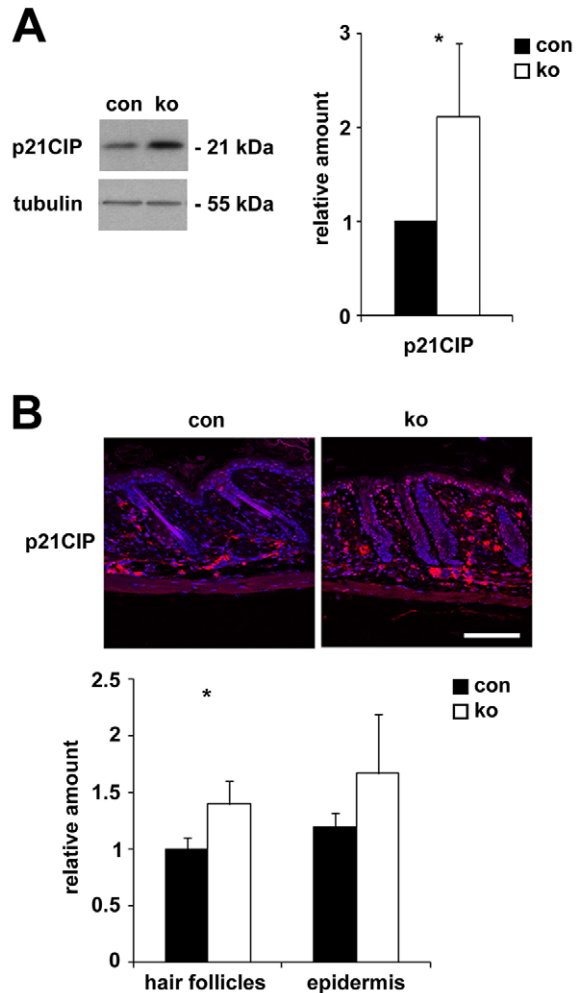 A
con ko
p21CIP
- 21 kDa
tubulin
- 55 kDa
relative amount
3
2
1
0
*
con
ko
p21CIP
B
con
ko
p21CIP
relative amount
2.5
2
1.5
1
0.5
0
*
con
ko
hair follicles
epidermis